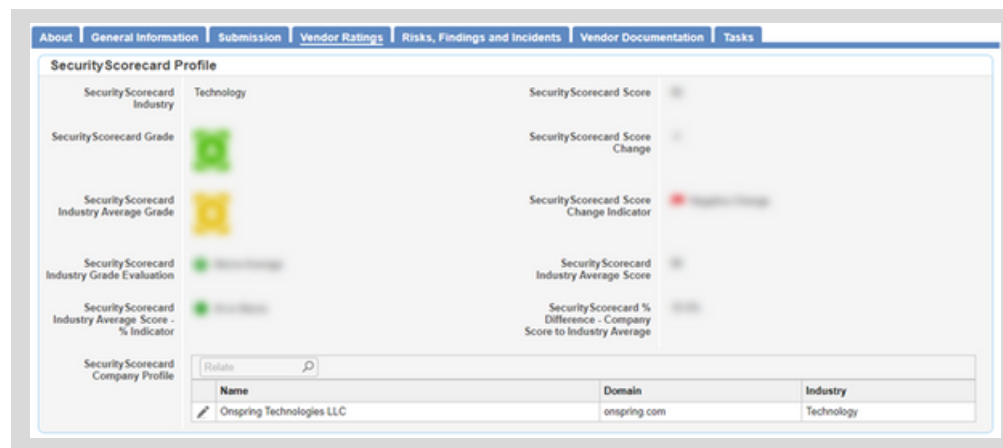 About General Information Submission Vendor Ratings Risks, Findings and Incidents Vendor Documentation Tasks
SecurityScorecard Profile
SecurityScorecard
Industry
Technology
SecurityScorecard Score
SecurityScorecard Grade
SecurityScorecard Score
Change
SecurityScorecard
Industry Average Grade
SecurityScorecard Score
Change Indicator
SecurityScorecard
Industry Grade Evaluation
SecurityScorecard
Industry Average Score
SecurityScorecard
Industry Average Score -
% Indicator
SecurityScorecard %
Difference - Company
Score to Industry Average
SecurityScorecard
Company Profile
Relate
Name Domain Industry
Onspring Technologies LLC onspring.com Technology